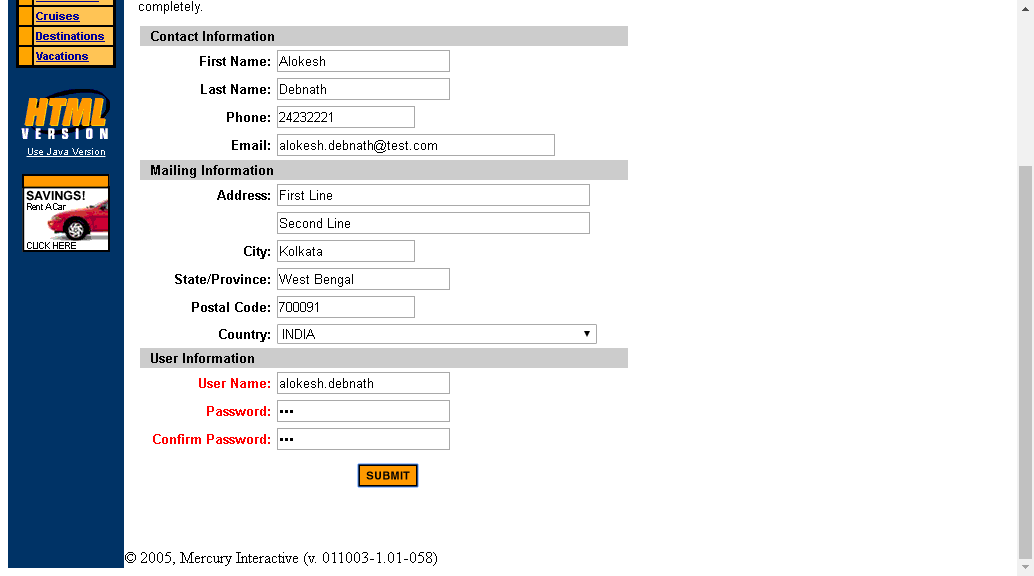 Cruises
Destinations
Vacations
HTML
VERSION
Use Java Version
SAVINGS!
Rent A Car
CLICK HERE
completely.
Contact Information
First Name: Alokesh
Last Name: Debnath
Phone: 24232221
Email: alokesh.debnath@test.com
Mailing Information
Address: First Line
Second Line
City: Kolkata
State/Province: West Bengal
Postal Code: 700091
Country: INDIA
User Information
User Name: alokesh.debnath
Password: •••
Confirm Password: •••
SUBMIT
© 2005, Mercury Interactive (v. 011003-1.01-058)